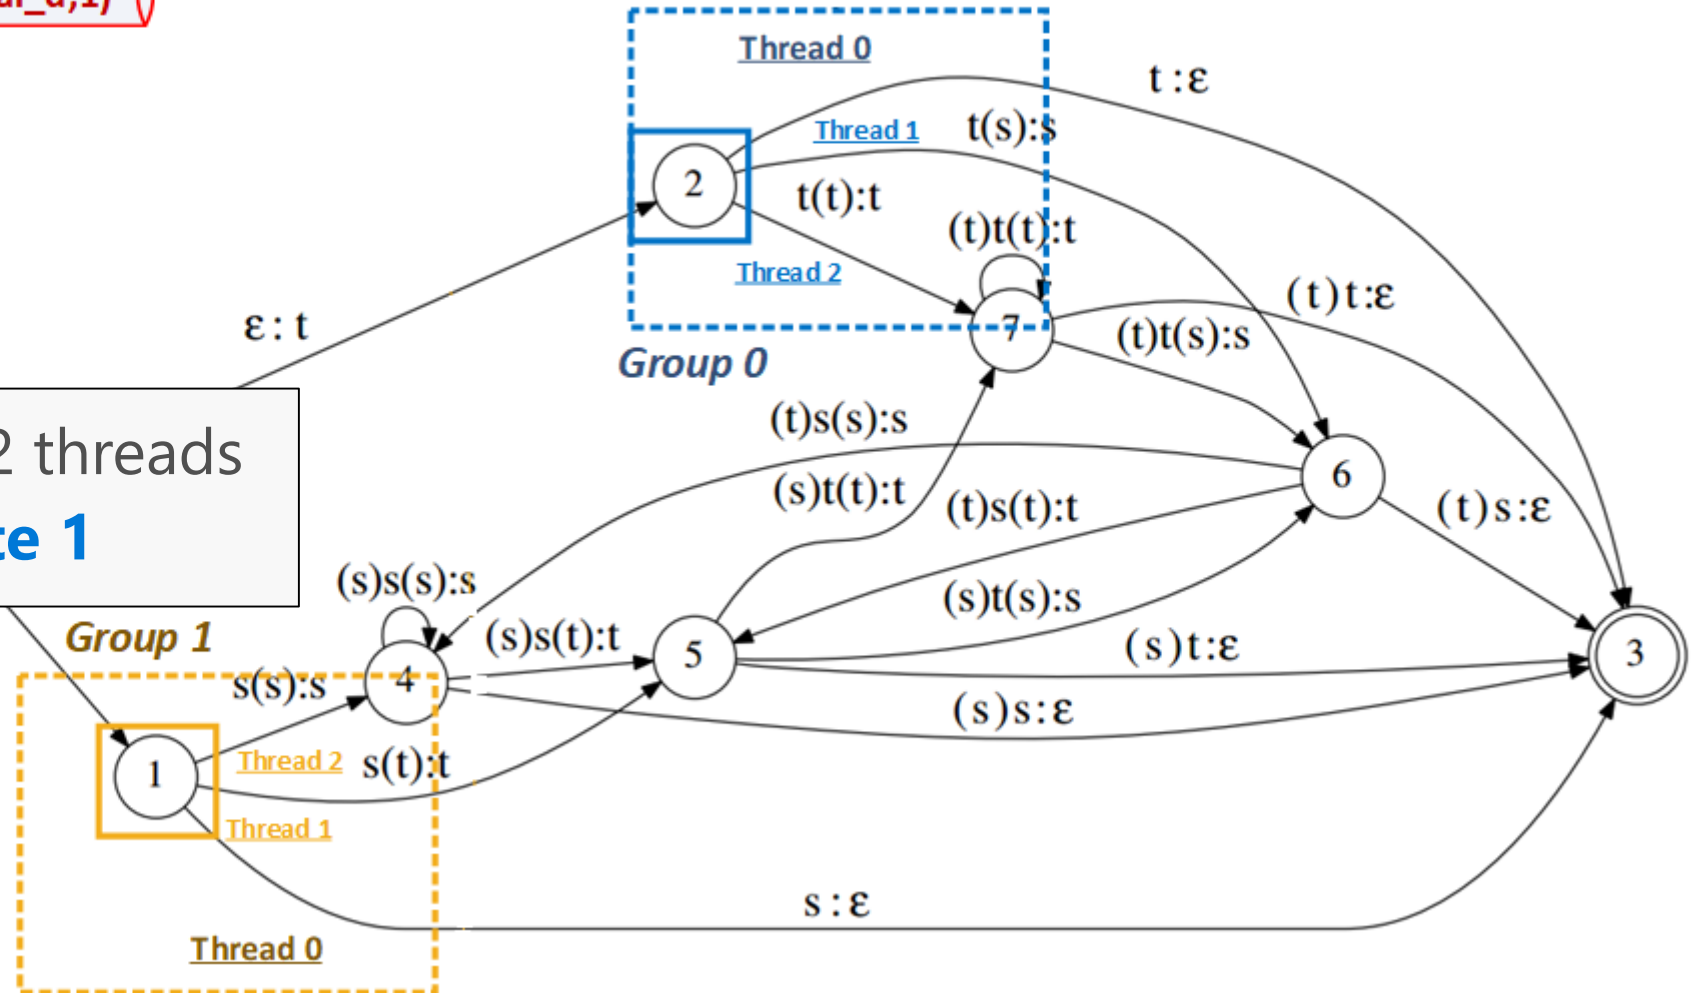 Thread 0
t :ε
Thread 1
t(s):s
2
t(t):t
(t)t(t):t
Thread 2
(t)t:ε
ε: t
7
(t)t(s):s
Group 0
(t)s(s):s
2 threads
(s)t(t):t
(t)s(t):t
6
(t)s:ε
1
(s)s(s):s
(s)t(s):s
Group 1
(s)s(t):t
5
(s)t:ε
3
s(s):s
4
(s)s:ε
1
Thread 2
s(t):t
Thread 1
s:ε
Thread 0